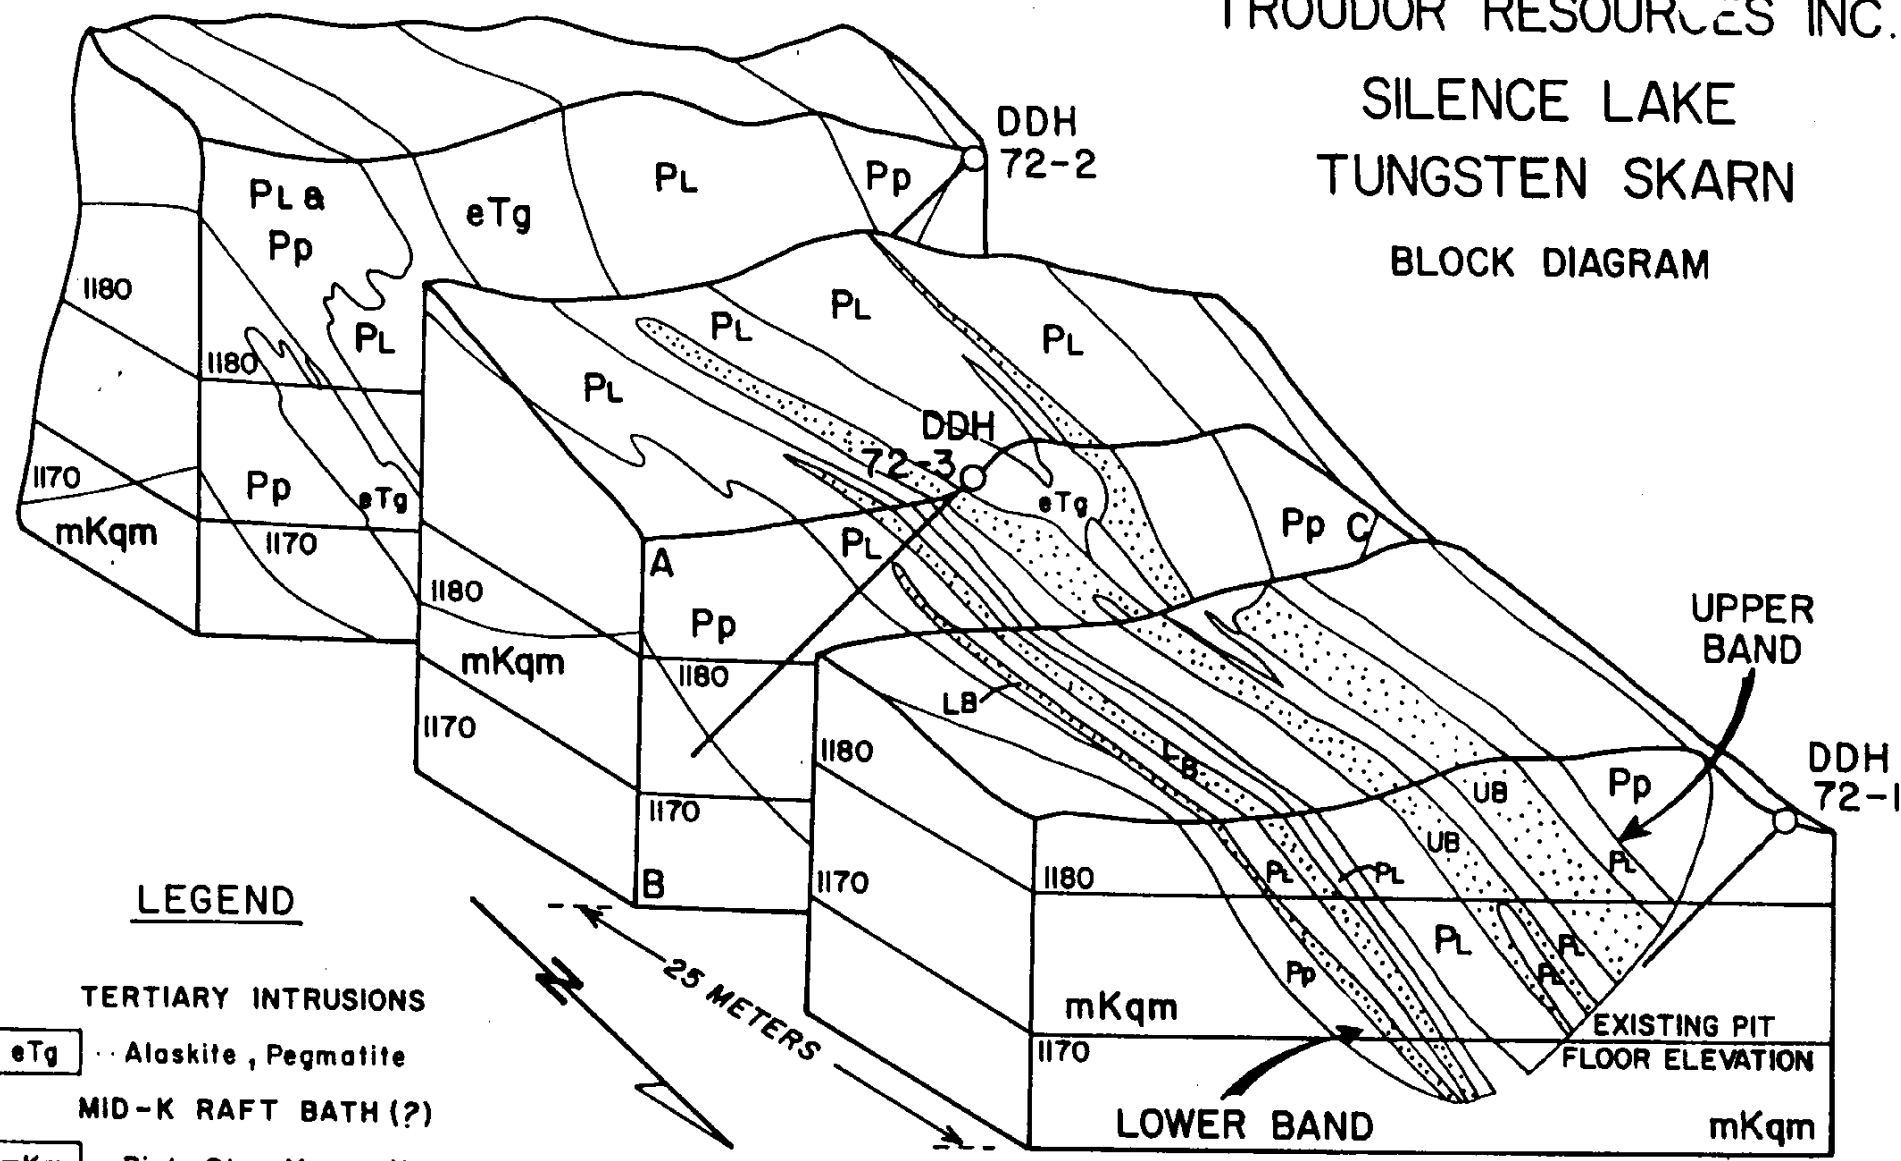 TROUDOR RESOURCES INC.
SILENCE LAKE
TUNGSTEN SKARN
BLOCK DIAGRAM
DDH
72-2
PL &
Pp
eTg
PL
Pp
1180
1180
PL
PL
PL
PL
PL
DDH
72-3
1170
Pp
eTg
mKqm
1170
eTg
Pp
C
PL
A
1180
Pp
mKqm
1180
UPPER
BAND
LB
1170
1180
LB
DDH
72-1
UB
Pp
1170
UB
PL
B
1170
1180
PL
PL
LEGEND
PL
PL
PL
Pp
25 METERS
N
mKqm
EXISTING PIT
TERTIARY INTRUSIONS
1170
FLOOR ELEVATION
eTg
Alaskite, Pegmatite
MID-K RAFT BATH (?)
LOWER BAND
mKqm